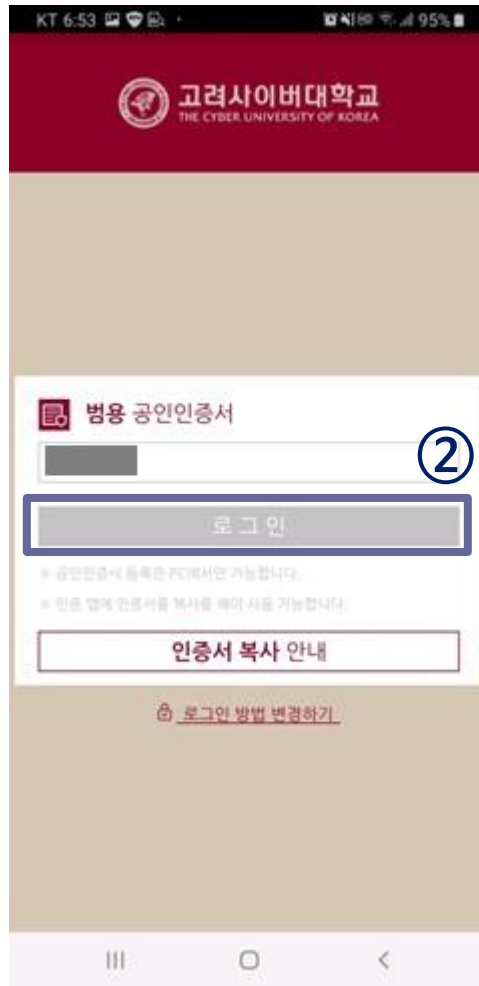 KT 6:53 95%
고려사이버대학교
THE CYBER UNIVERSITY OF KOREA
범용 공인인증서
②
로그인
※ 공인인증서 등록은 PC에서만 가능합니다.
※ 인증 앱에 인증서를 복사를 해야 사용 가능합니다.
인증서 복사 안내
로그인 방법 변경하기